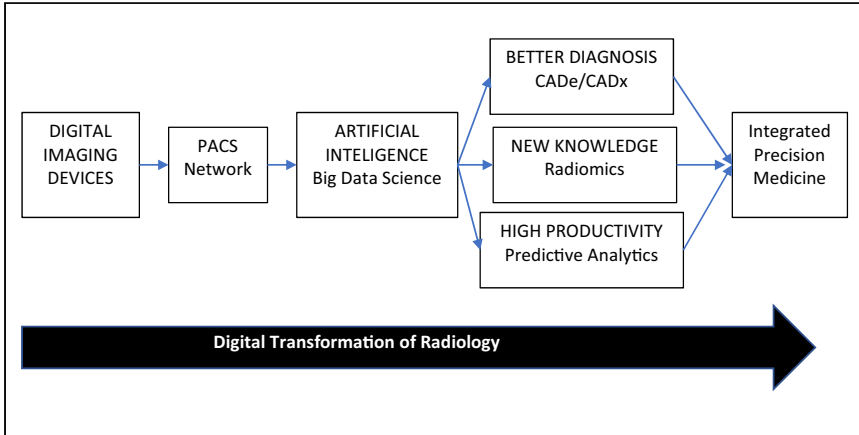 DIGITAL
IMAGING
DEVICES
PACS
Network
ARTIFICIAL
INTELIGENCE
Big Data Science
BETTER DIAGNOSIS
CADe/CADx
NEW KNOWLEDGE
Radiomics
HIGH PRODUCTIVITY
Predictive Analytics
Integrated
Precision
Medicine
Digital Transformation of Radiology